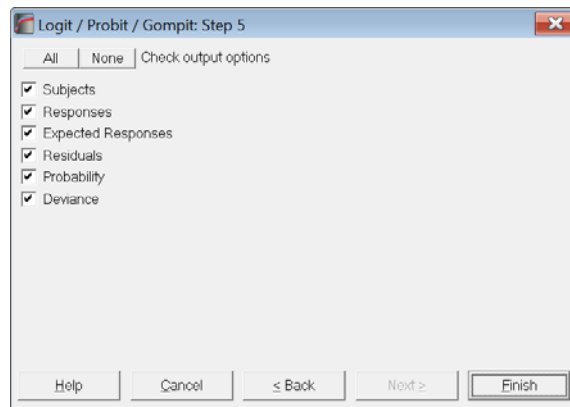 Logit / Probit / Gompit: Step 5
All None Check output options
Subjects
Responses
Expected Responses
Residuals
Probability
Deviance
Help Cancel ≤ Back Next ≥ Finish